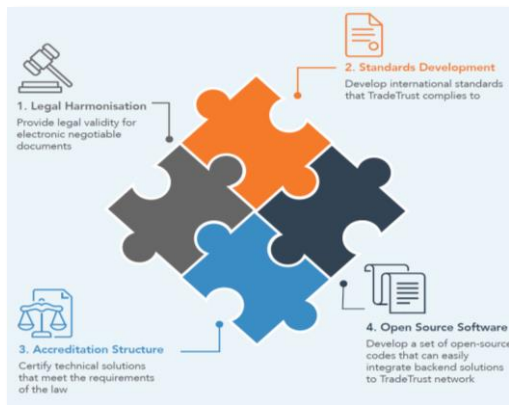 1. Legal Harmonisation
Provide legal validity for
electronic negotiable
documents
2. Standards Development
Develop international standards
that TradeTrust complies to
3. Accreditation Structure
Certify technical solutions
that meet the requirements
of the law
4. Open Source Software
Develop a set of open-source
codes that can easily
integrate backend solutions
to TradeTrust network